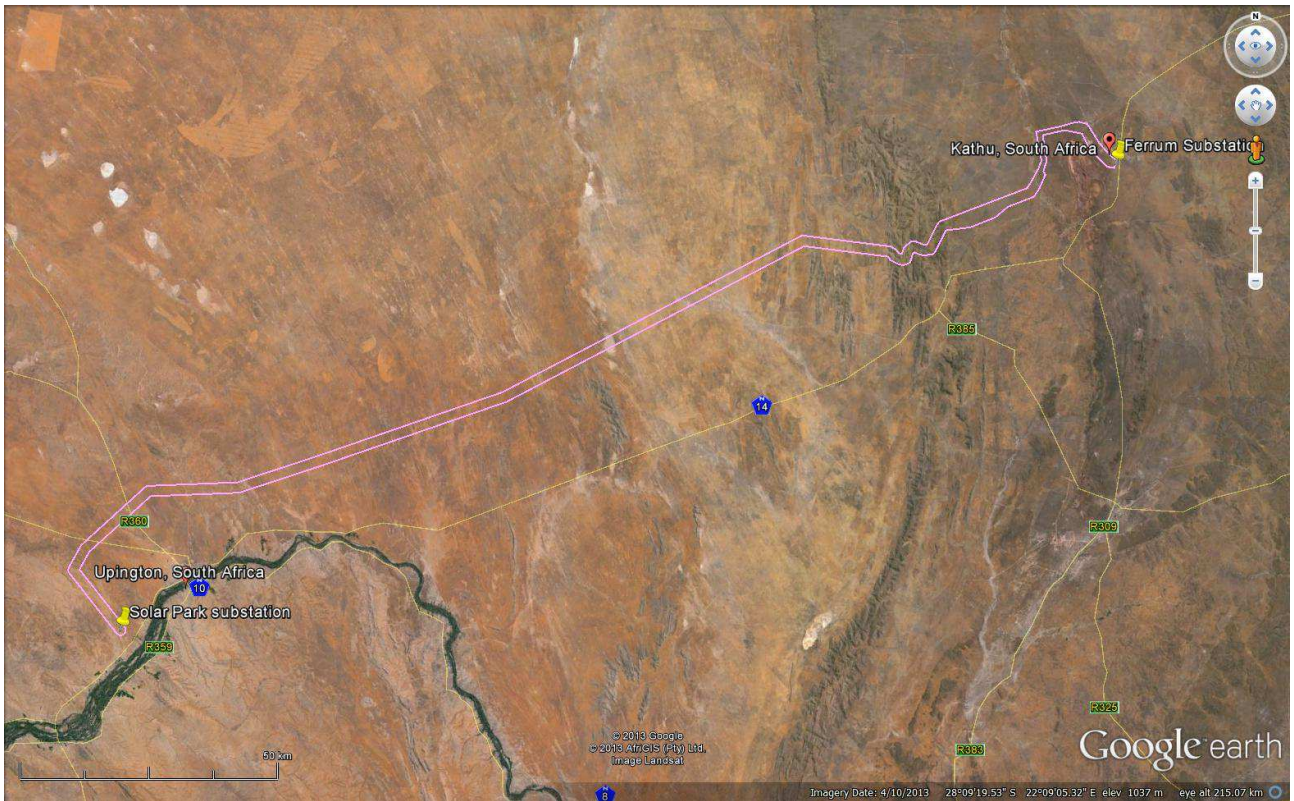 N
Kathu, South Africa
Ferrum Substation
R385
14
R360
R309
Upington, South Africa
10
Solar Park substation
R359
R325
50 km
© 2013 Google
© 2013 AfriGIS (Pty) Ltd.
Image Landsat
R383
Google earth
N
8
Imagery Date: 4/10/2013 28°09'19.53" S 22°09'05.32" E elev 1037 m eye alt 215.07 km